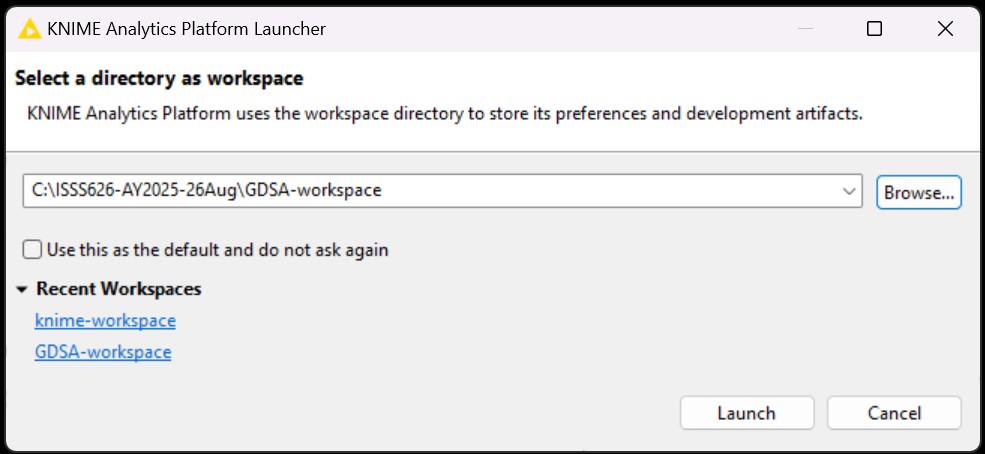 KNIME Analytics Platform Launcher
Select a directory as workspace
KNIME Analytics Platform uses the workspace directory to store its preferences and development artifacts.
C:\ISSS626-AY2025-26Aug\GDSA-workspace
Browse...
Use this as the default and do not ask again
Recent Workspaces
knime-workspace
GDSA-workspace
Launch
Cancel